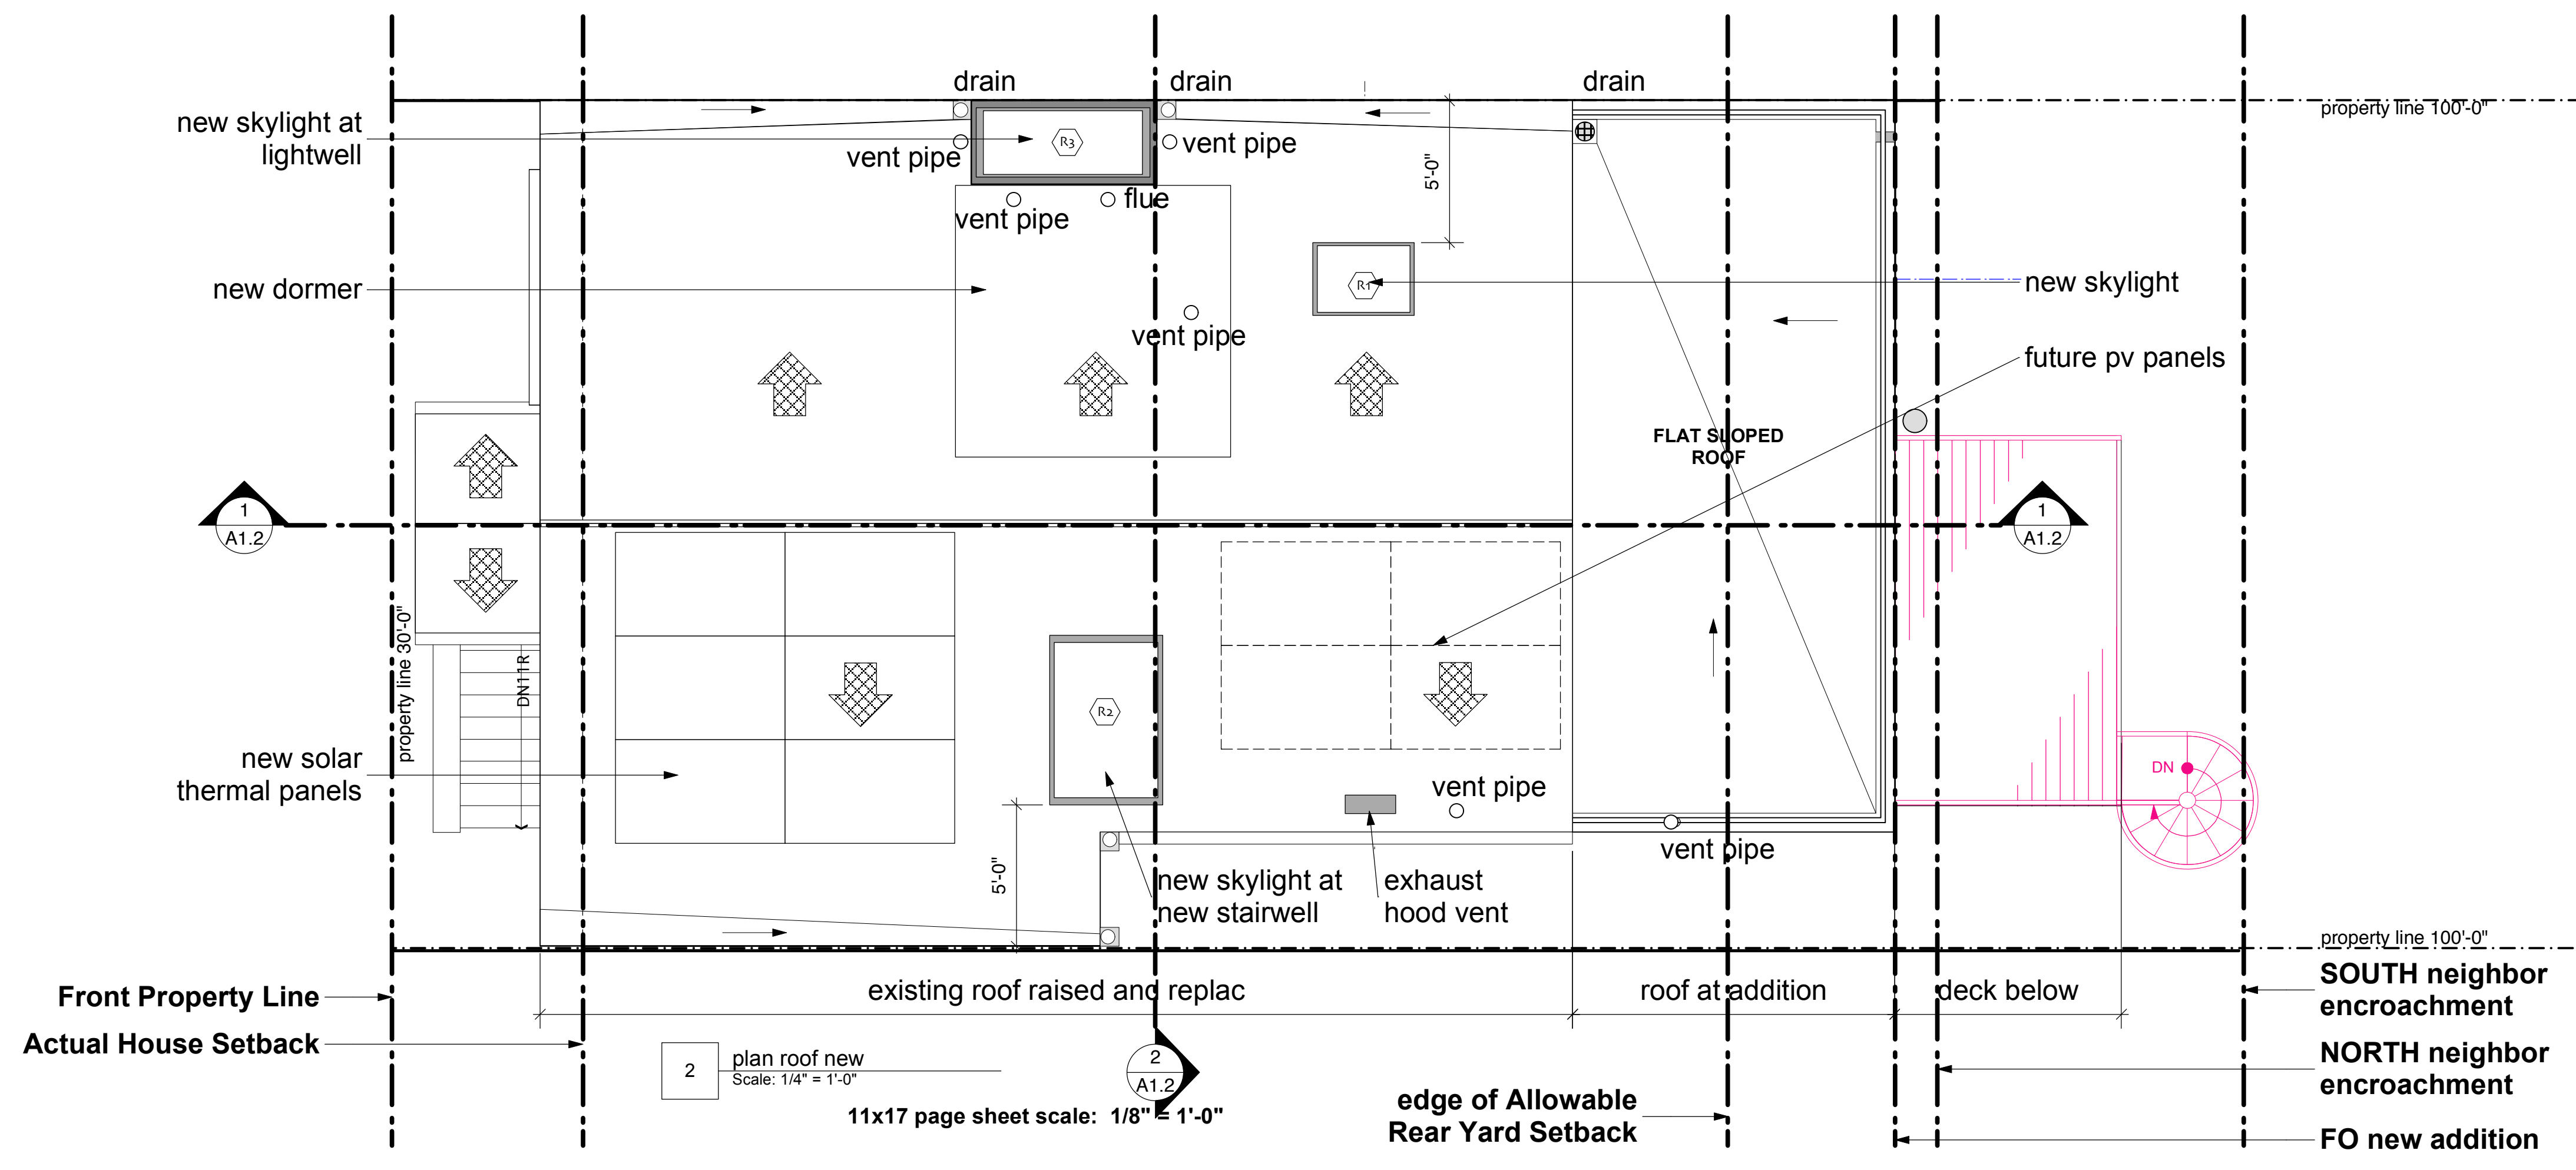 drain
drain
drain
property line 100'-0"
new skylight at
lightwell
R3
vent pipe
vent pipe
5'-0"
vent pipe
flue
new dormer
R1
new skylight
vent pipe
future pv panels
FLAT SLOPED
ROOF
1
A1.2
1
A1.2
property line 30'-0"
DN11R
R2
new solar
thermal panels
DN
vent pipe
vent pipe
5'-0"
new skylight at
new stairwell
exhaust
hood vent
property line 100'-0"
Front Property Line
existing roof raised and replac
roof at addition
deck below
SOUTH neighbor
encroachment
Actual House Setback
2
plan roof new
Scale: 1/4" = 1'-0"
2
A1.2
NORTH neighbor
encroachment
11x17 page sheet scale: 1/8" = 1'-0"
edge of Allowable
Rear Yard Setback
FO new addition